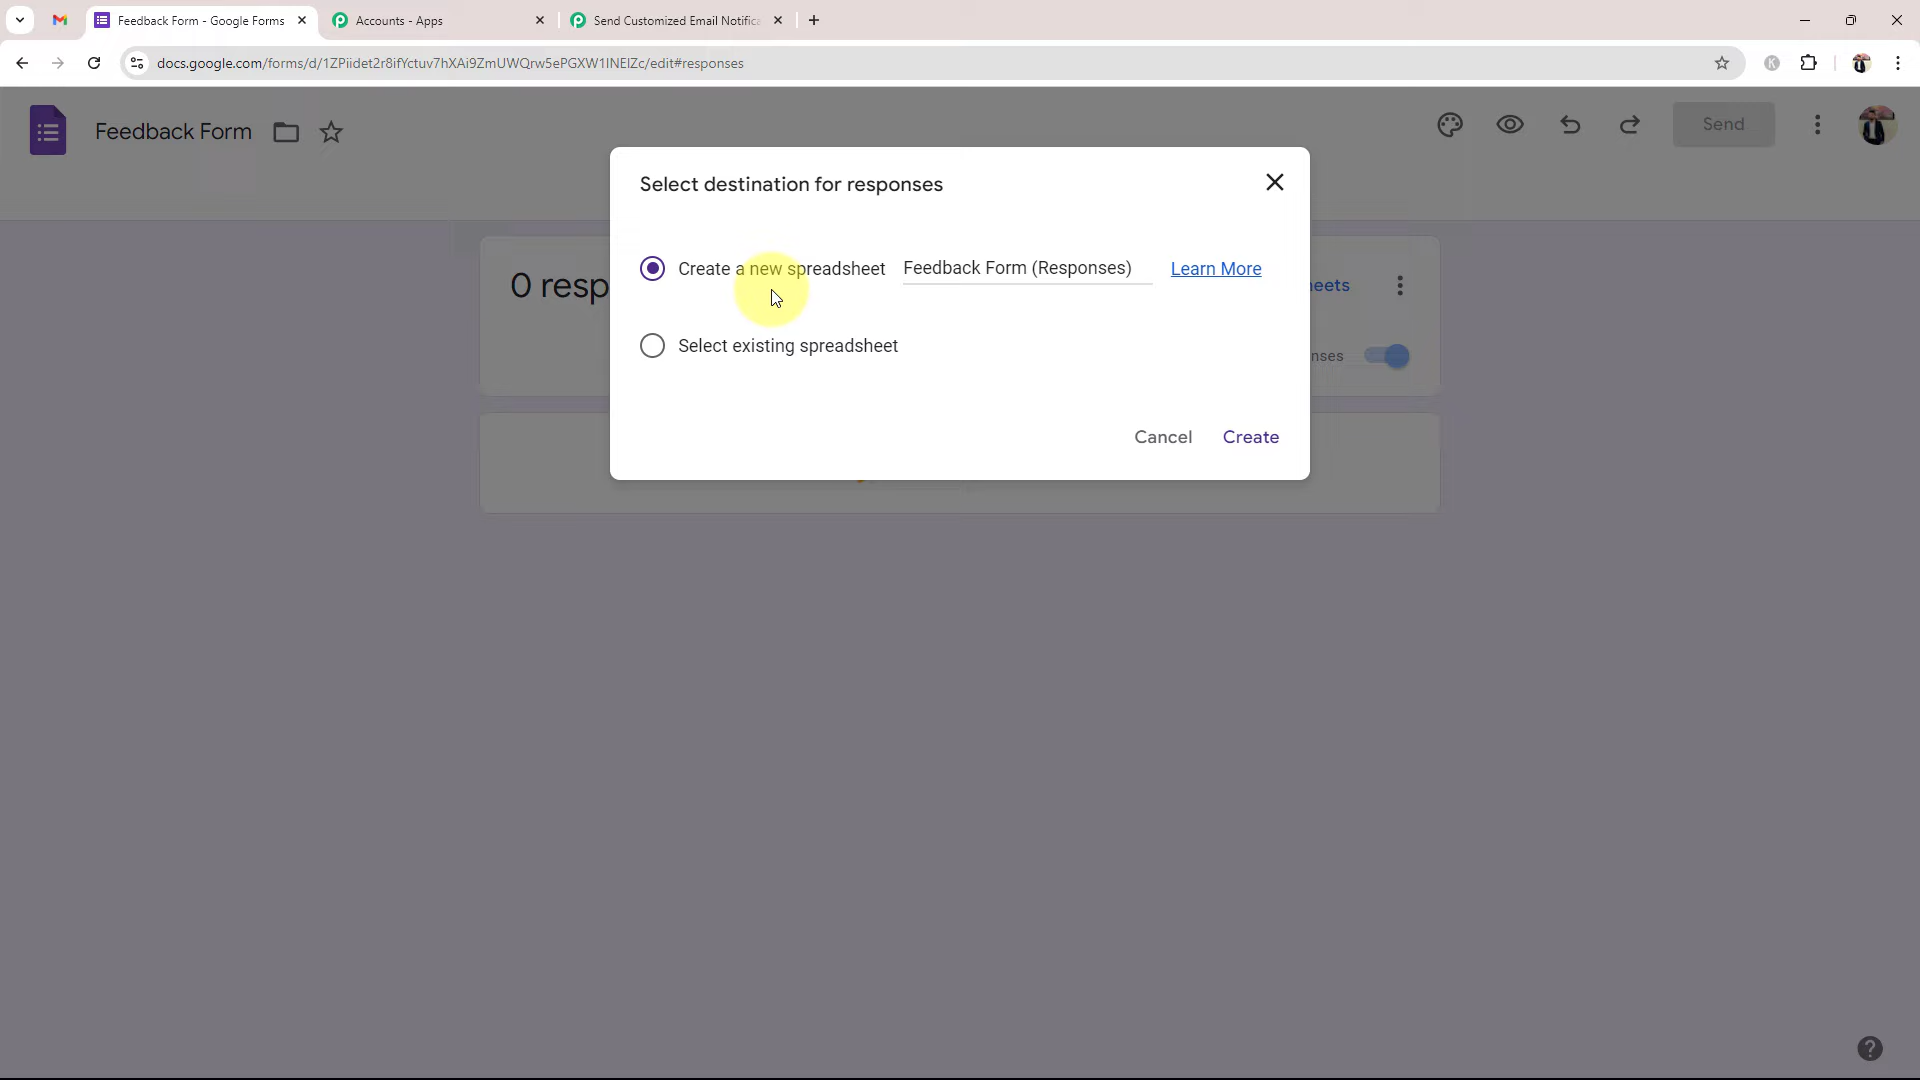 Feedback Form - Google Forms
Accounts - Apps
Send Customized Email Notifica
docs.google.com/forms/d/1ZPiidet2r8ifYctuv7hXAi9ZmUWQrw5ePGXW1INEIZc/edit#responses
Feedback Form
Send
Select destination for responses
Create a new spreadsheet
Feedback Form (Responses)
Learn More
0 resp
eets
Select existing spreadsheet
nses
Cancel
Create